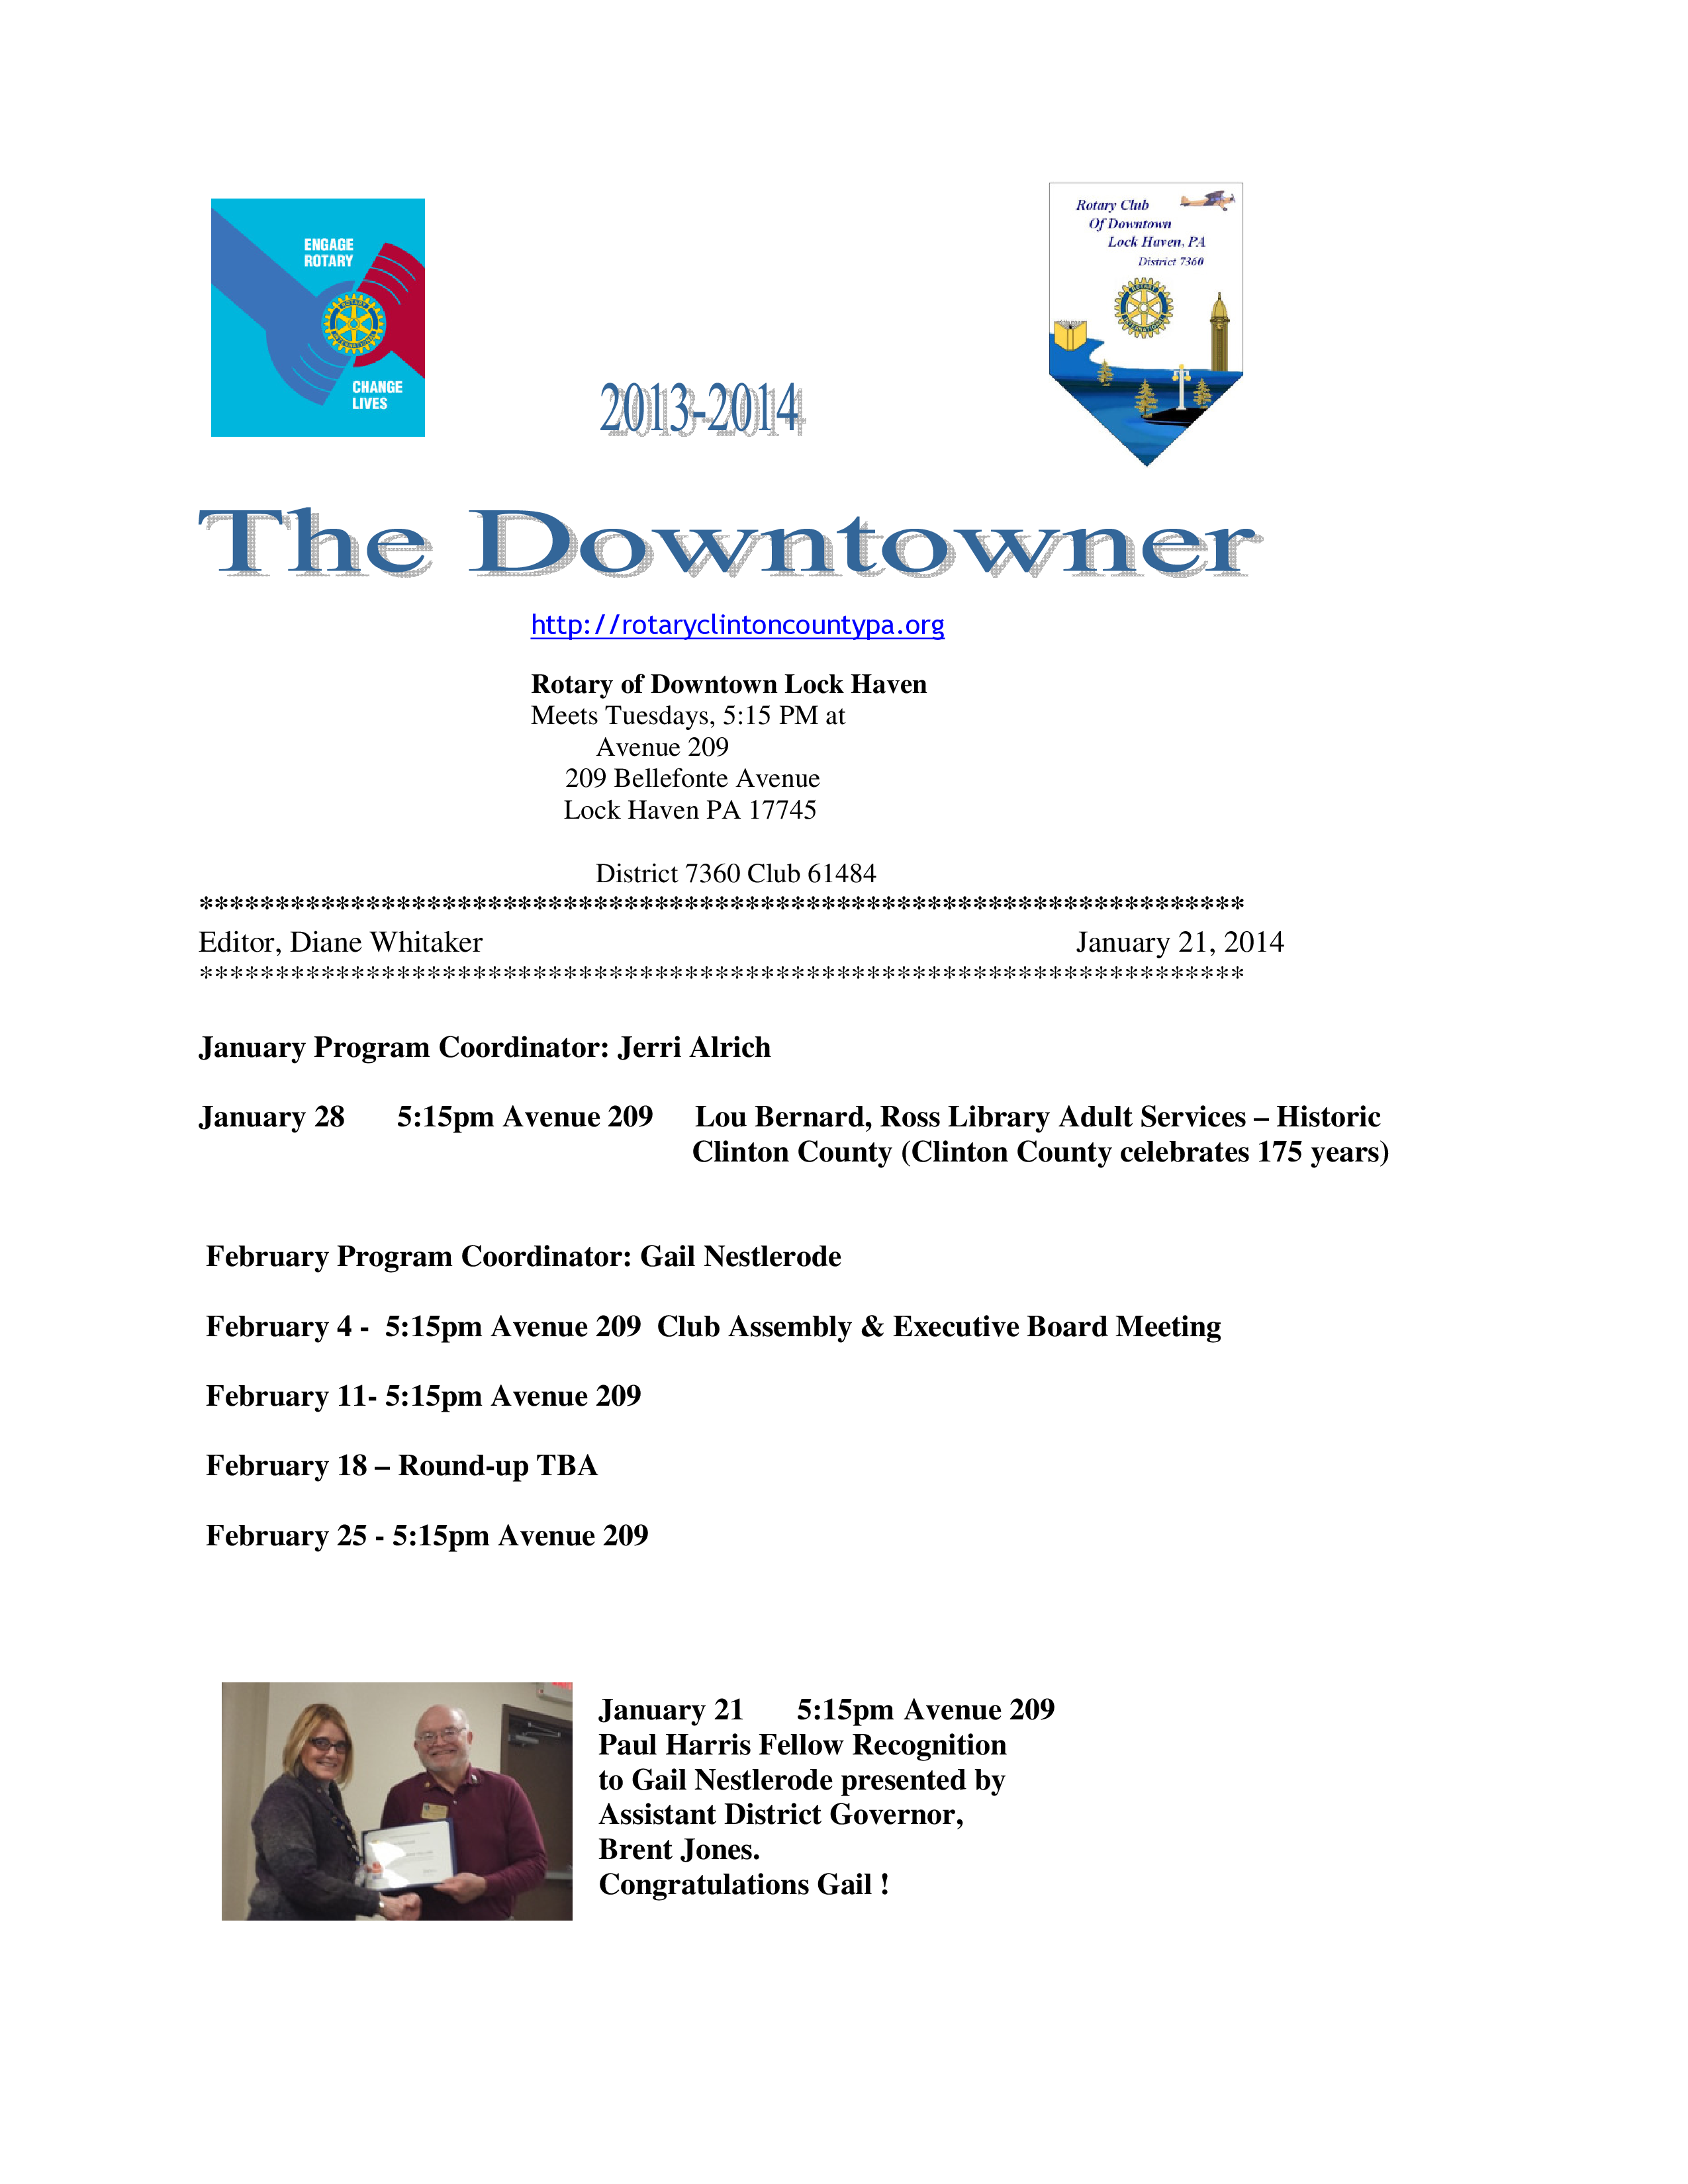 ENGAGE
ROTARY
CHANGE
LIVES
Rotary Club
Of Downtown
Lock Haven, PA
District 7360
ROTARY
INTERNATIONAL
2013-2014
The Downtowner
http://rotaryclintoncountypa.org
Rotary of Downtown Lock Haven
Meets Tuesdays, 5:15 PM at
Avenue 209
209 Bellefonte Avenue
Lock Haven PA 17745
District 7360 Club 61484
*********************************************************************
Editor, Diane Whitaker January 21, 2014
*********************************************************************
January Program Coordinator: Jerri Alrich
January 28 5:15pm Avenue 209 Lou Bernard, Ross Library Adult Services – Historic
Clinton County (Clinton County celebrates 175 years)
February Program Coordinator: Gail Nestlerode
February 4 - 5:15pm Avenue 209 Club Assembly & Executive Board Meeting
February 11- 5:15pm Avenue 209
February 18 – Round-up TBA
February 25 - 5:15pm Avenue 209
January 21 5:15pm Avenue 209
Paul Harris Fellow Recognition
to Gail Nestlerode presented by
Assistant District Governor,
Brent Jones.
Congratulations Gail !